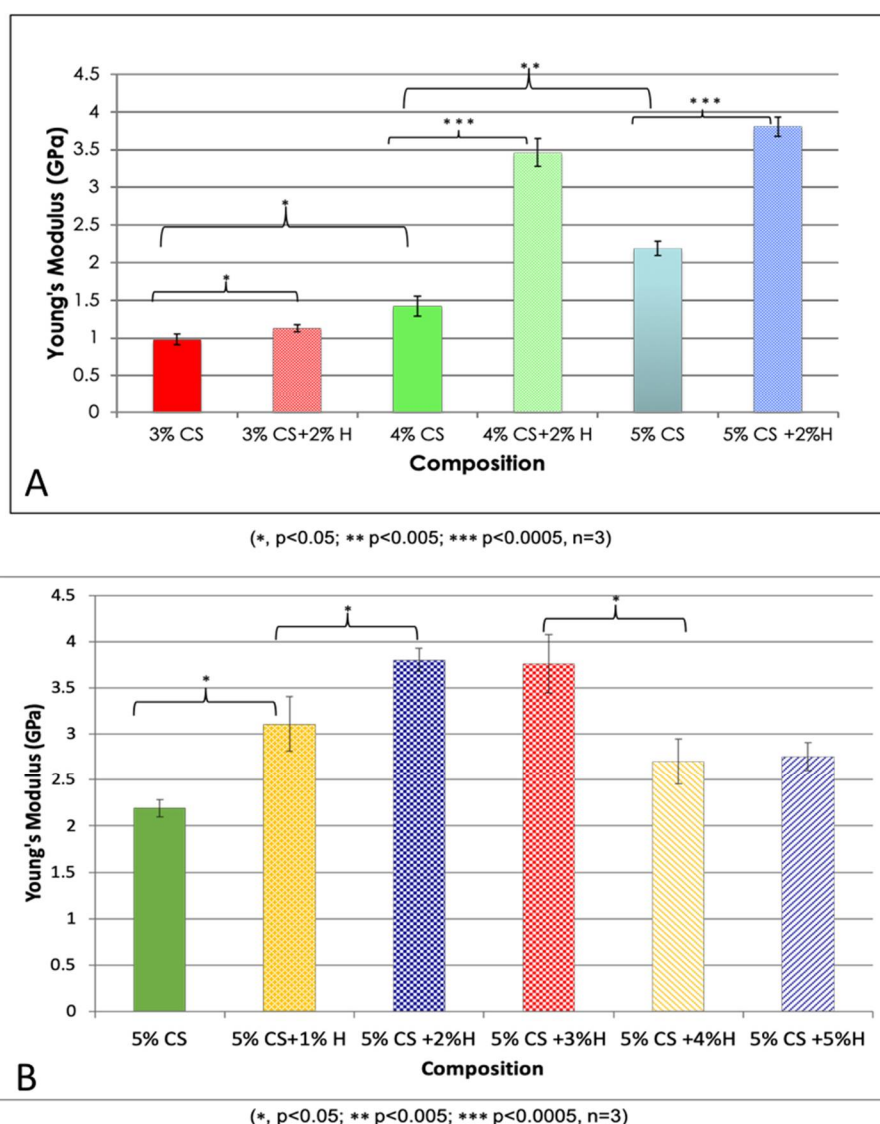 4.5
4
3.5
3
2.5
2
1.5
1
0.5
0
Young's Modulus (GPa)
*
*
***
**
***
3% CS 3% CS+2% H 4% CS 4% CS+2% H 5% CS 5% CS +2%H
Composition
A
(*, p<0.05; ** p<0.005; *** p<0.0005, n=3)
4.5
4
3.5
3
2.5
2
1.5
1
0.5
0
Young's Modulus (GPa)
*
*
*
5% CS 5% CS+1% H 5% CS +2%H 5% CS +3%H 5% CS +4%H 5% CS +5%H
Composition
B
(*, p<0.05; ** p<0.005; *** p<0.0005, n=3)